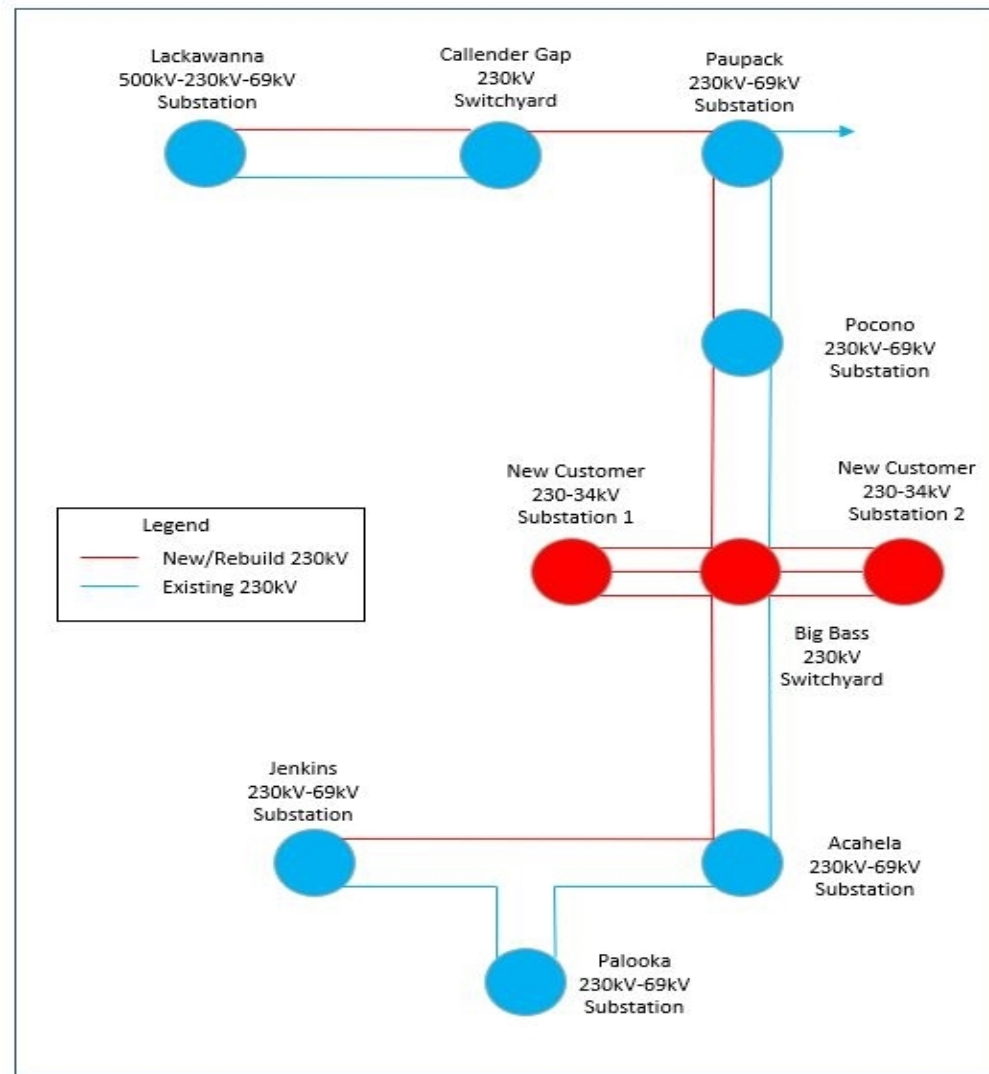 Lackawanna
500kV-230kV-69kV
Substation
Callender Gap
230kV
Switchyard
Paupack
230kV-69kV
Substation
Pocono
230kV-69kV
Substation
New Customer
230-34kV
Substation 1
New Customer
230-34kV
Substation 2
Legend
New/Rebuild 230kV
Existing 230kV
Big Bass
230kV
Switchyard
Jenkins
230kV-69kV
Substation
Acahela
230kV-69kV
Substation
Palooka
230kV-69kV
Substation